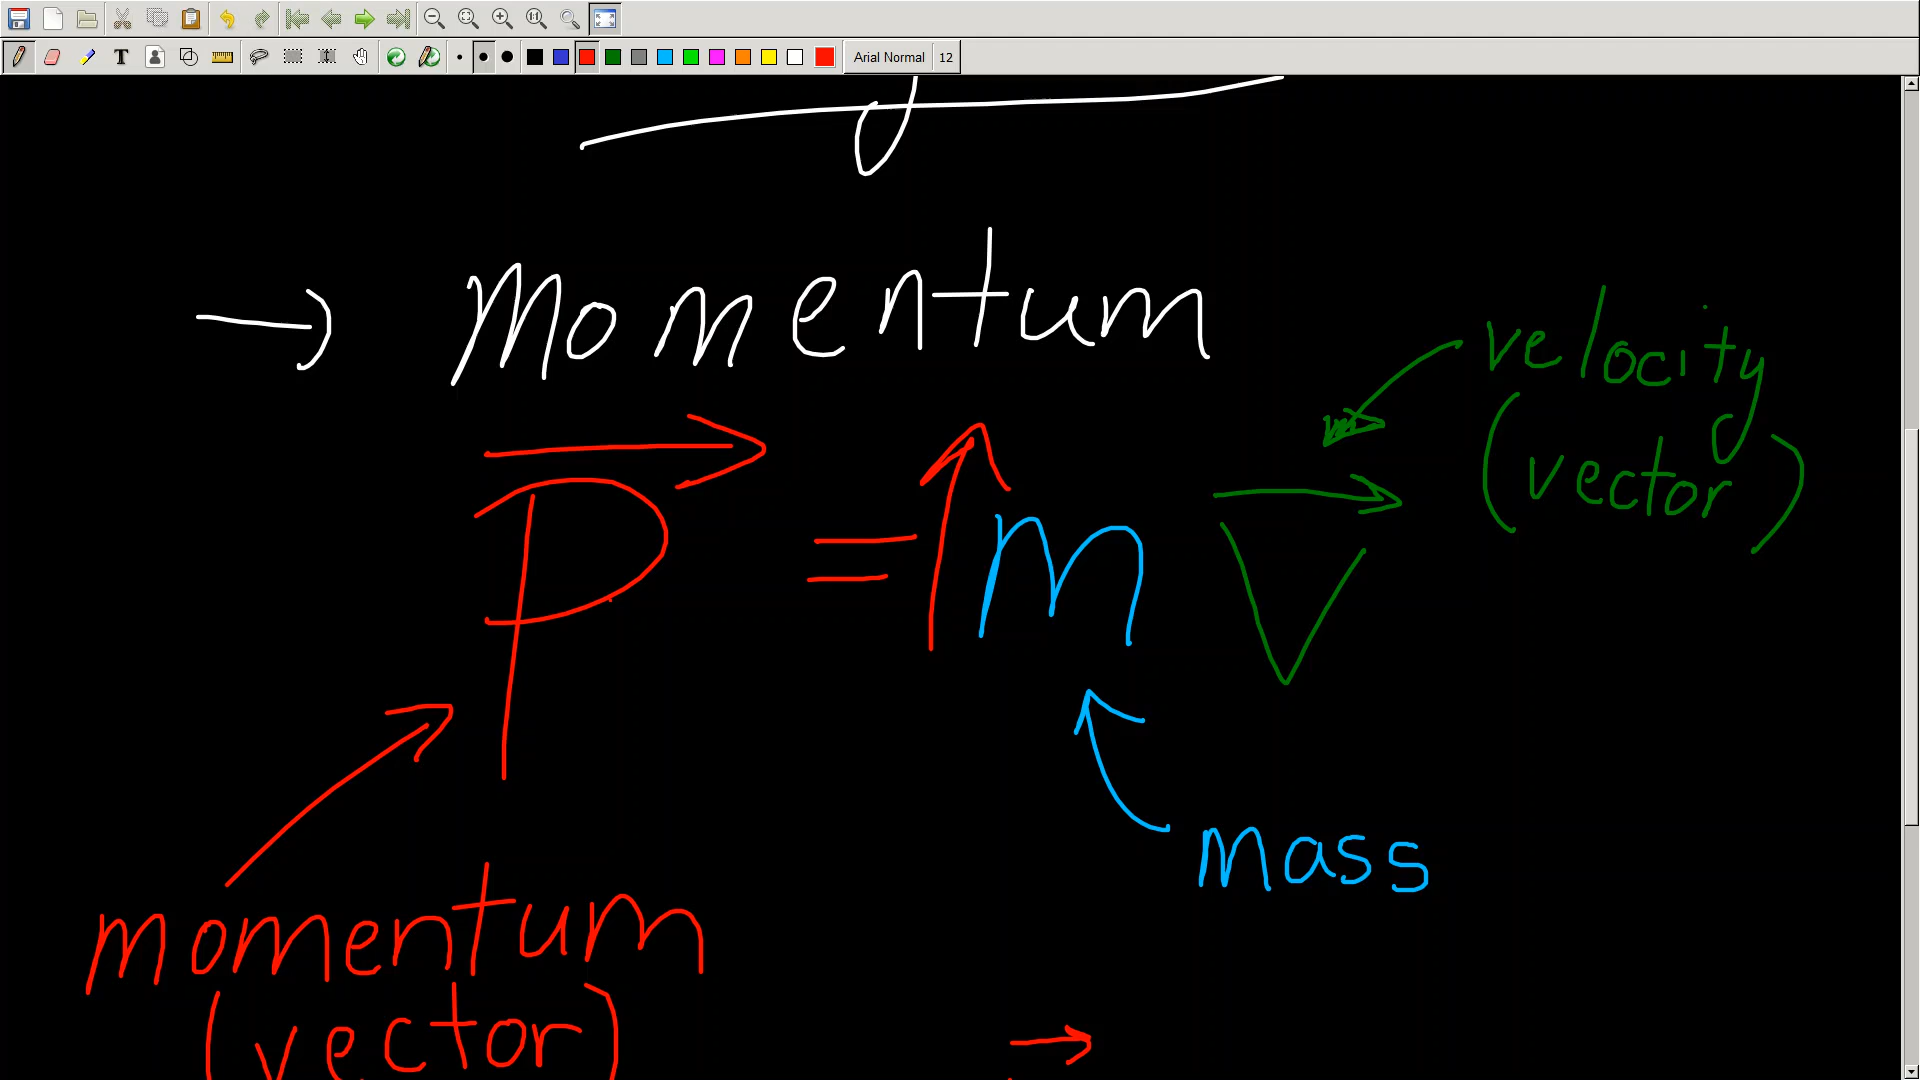 Arial Normal 12
→ Momentum
velocity
(vector)
P⃗ = ↑ m v⃗
mass
momentum
(vector)
→